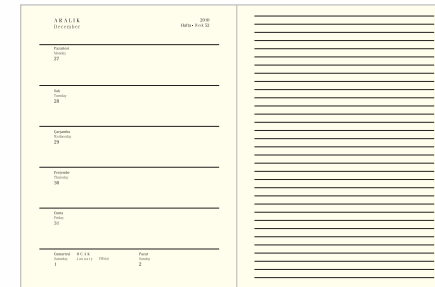 ARALIK
December
2010
Hafta • Week 52
Pazartesi
Monday
27
Salı
Tuesday
28
Çarşamba
Wednesday
29
Perşembe
Thursday
30
Cuma
Friday
31
Cumartesi OCAK
Saturday January
1
Pazar
Sunday
2